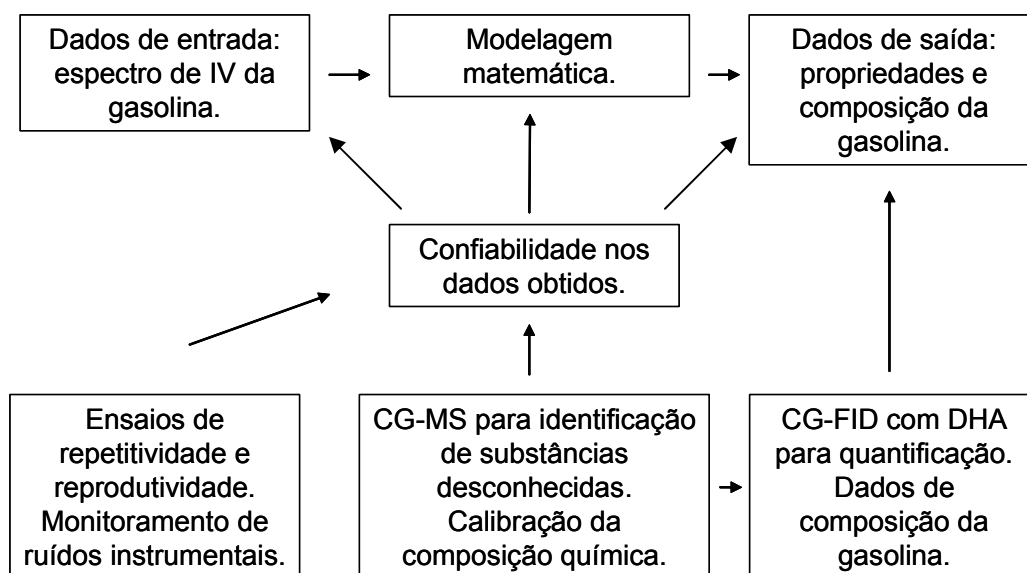 Dados de entrada:
espectro de IV da
gasolina.
Modelagem
matemática.
Dados de saída:
propriedades e
composição da
gasolina.
Confiabilidade nos
dados obtidos.
Ensaios de
repetitividade e
reprodutividade.
Monitoramento de
ruídos instrumentais.
CG-MS para identificação
de substâncias
desconhecidas.
Calibração da
composição química.
CG-FID com DHA
para quantificação.
Dados de
composição da
gasolina.